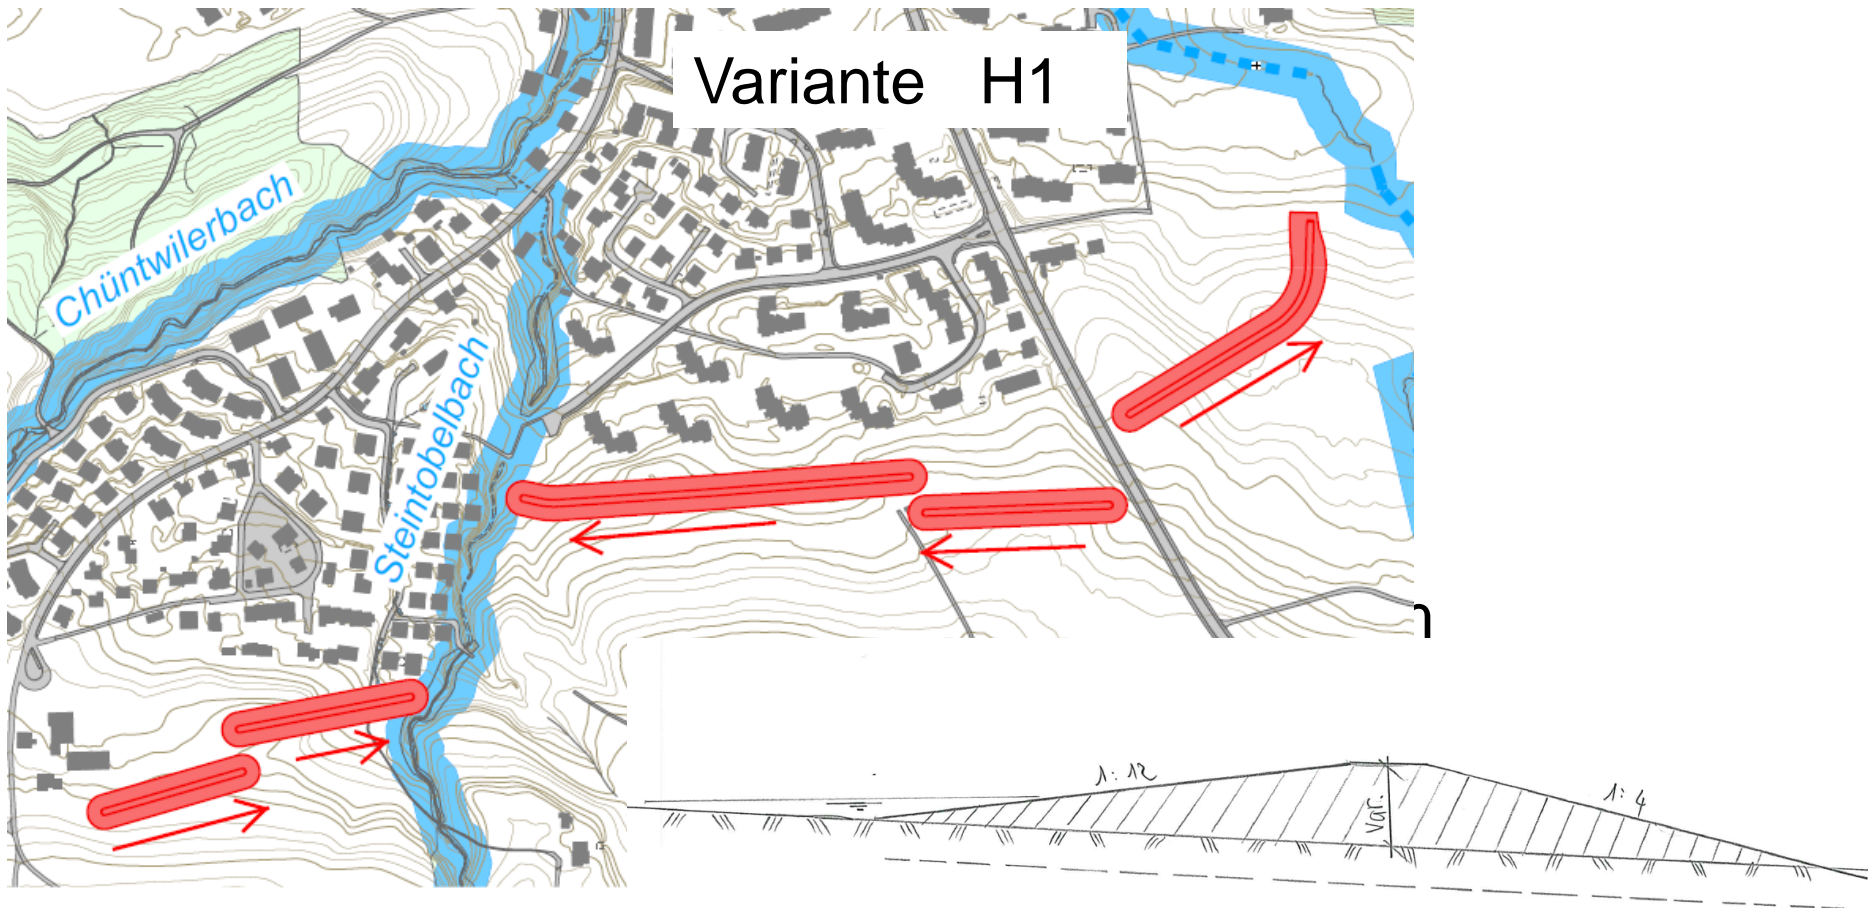 Variante H1
Chüntwilerbach
Steintobelbach
n
1:12
1:4
Var.